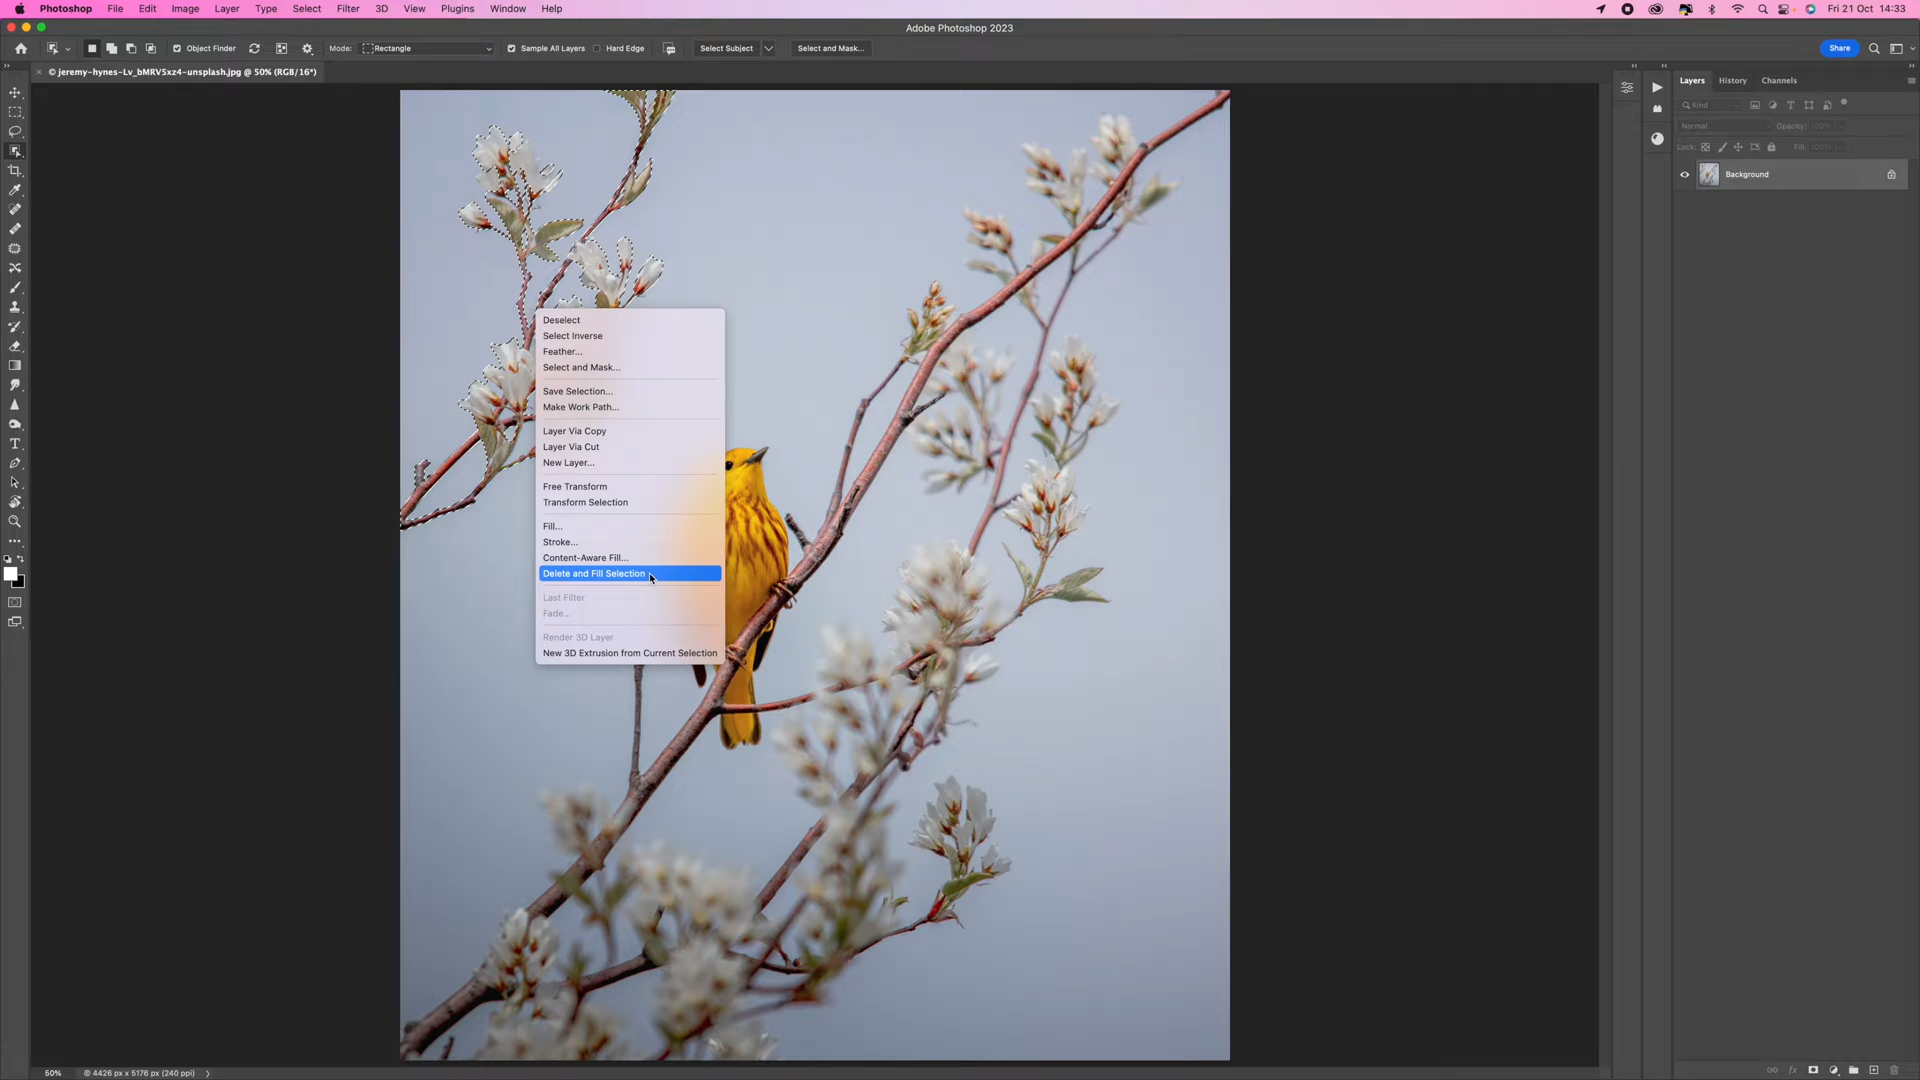 Photoshop File Edit Image Layer Type Select Filter 3D View Plugins Window Help Fri 21 Oct 14:33
Adobe Photoshop 2023
Object Finder Mode: Rectangle Sample All Layers Hard Edge Select Subject Select and Mask... Share
× © jeremy-hynes-Lv_bMRV5xz4-unsplash.jpg @ 50% (RGB/16*)
Layers History Channels
Kind
Normal Opacity: 100%
Lock: Fill: 100%
Background
Deselect
Select Inverse
Feather...
Select and Mask...
Save Selection...
Make Work Path...
Layer Via Copy
Layer Via Cut
New Layer...
Free Transform
Transform Selection
Fill...
Stroke...
Content-Aware Fill...
Delete and Fill Selection
Last Filter
Fade...
Render 3D Layer
New 3D Extrusion from Current Selection
50% © 4426 px x 5176 px (240 ppi)